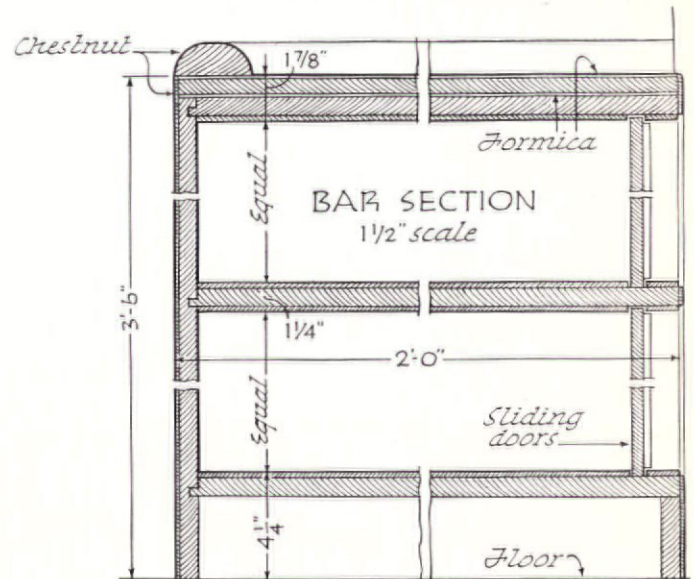 Chestnut
1 7/8"
Formica
Equal
BAR SECTION
1 1/2" scale
3'-6"
1 1/4"
2'-0"
Equal
Sliding
doors
4 1/4"
Floor